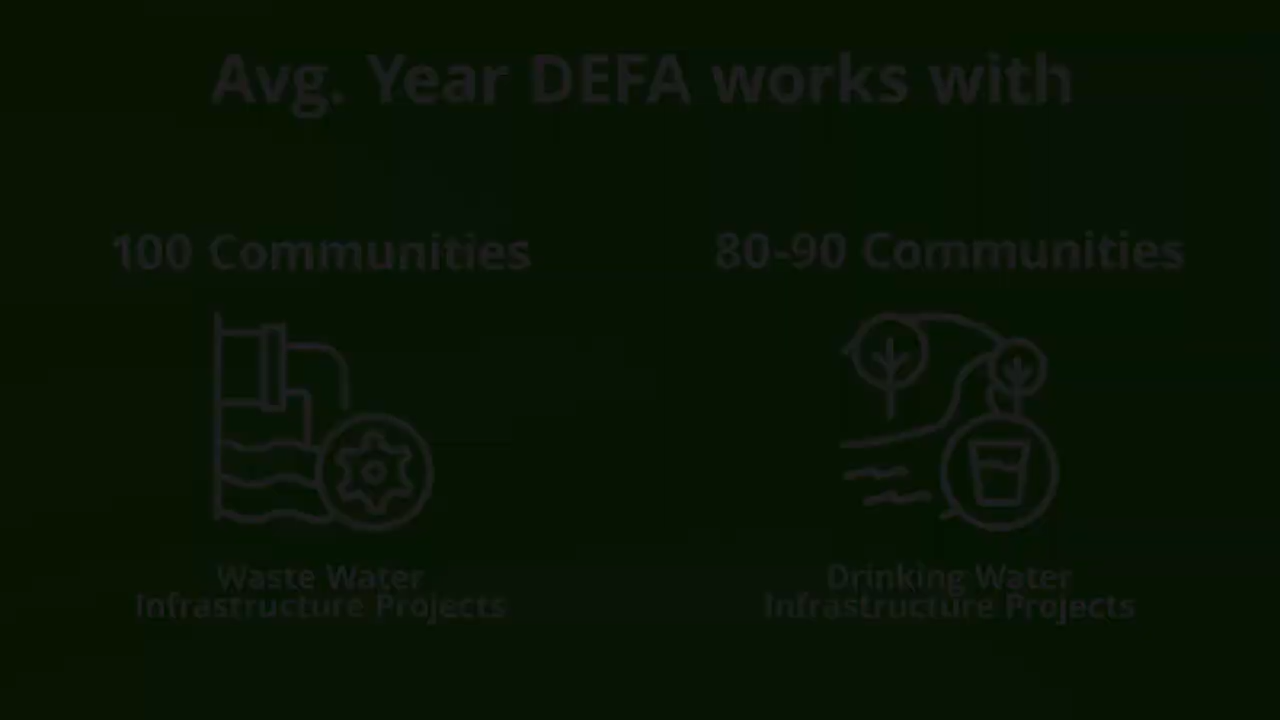 Avg. Year DEFA works with
100 Communities
80-90 Communities
Waste Water
Infrastructure Projects
Drinking Water
Infrastructure Projects